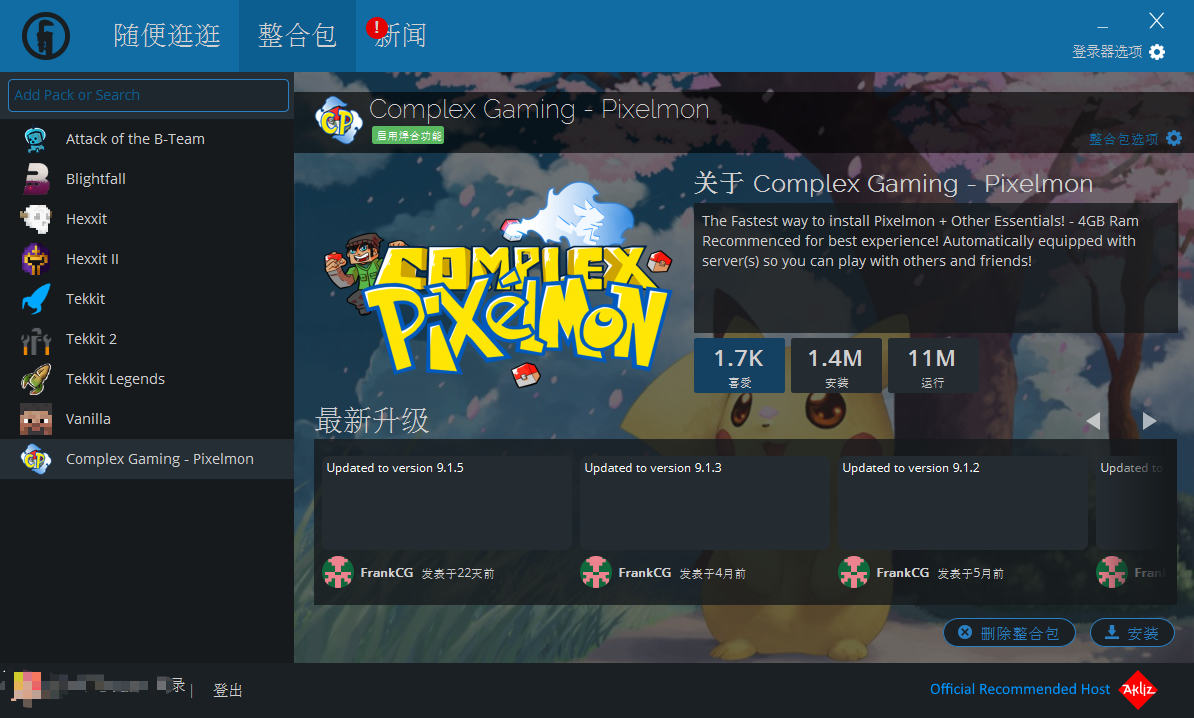 随便逛逛
整合包
!
新闻
登录器选项
Add Pack or Search
Attack of the B-Team
Blightfall
Hexxit
Hexxit II
Tekkit
Tekkit 2
Tekkit Legends
Vanilla
Complex Gaming - Pixelmon
CP
Complex Gaming - Pixelmon
启用焊合功能
整合包选项
COMPLEX
PIXELMON
关于 Complex Gaming - Pixelmon
The Fastest way to install Pixelmon + Other Essentials! - 4GB Ram
Recommenced for best experience! Automatically equipped with
server(s) so you can play with others and friends!
1.7K
喜爱
1.4M
安装
11M
运行
最新升级
Updated to version 9.1.5
FrankCG 发表于22天前
Updated to version 9.1.3
FrankCG 发表于4月前
Updated to version 9.1.2
FrankCG 发表于5月前
Updated to
Fran
删除整合包
安装
录 |
登出
Official Recommended Host
Akliz